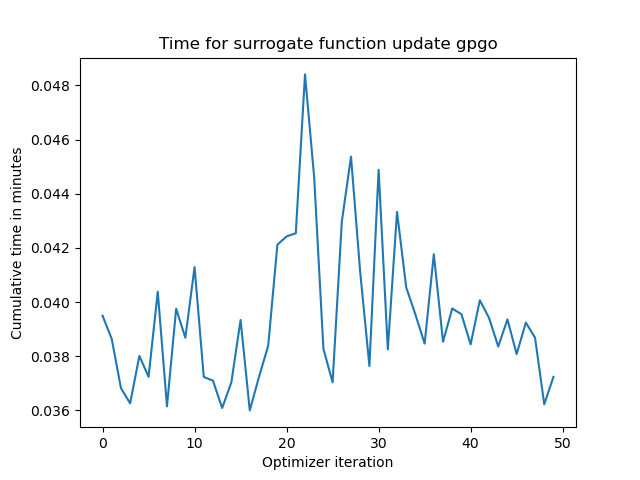 Time for surrogate function update gpgo
0.048
0.046
0.044
0.042
0.040
0.038
0.036
Cumulative time in minutes
0 10 20 30 40 50
Optimizer iteration